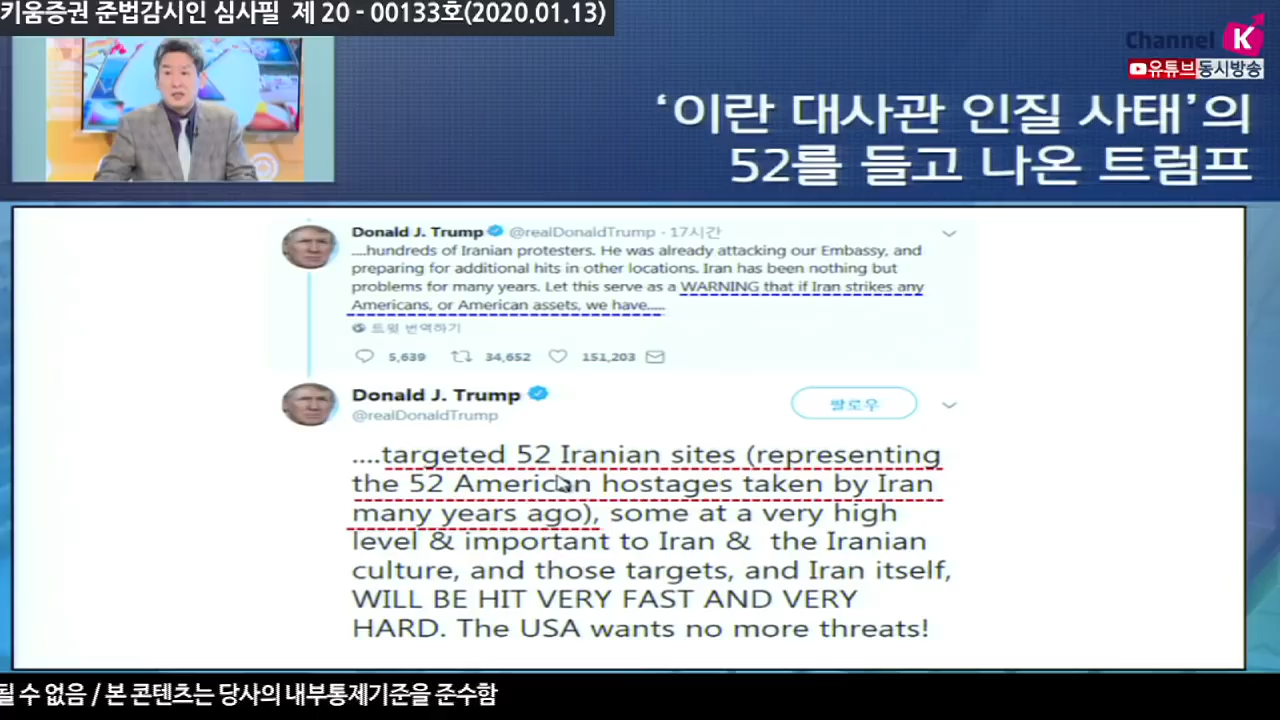 키움증권 준법감시인 심사필 제 20 - 00133호(2020.01.13)
Channel K
유튜브동시방송
'이란 대사관 인질 사태'의
52를 들고 나온 트럼프
Donald J. Trump @realDonaldTrump · 17시간
....hundreds of Iranian protesters. He was already attacking our Embassy, and
preparing for additional hits in other locations. Iran has been nothing but
problems for many years. Let this serve as a WARNING that if Iran strikes any
Americans, or American assets, we have.....
트윗 번역하기
5,639 34,652 151,203
Donald J. Trump
@realDonaldTrump
팔로우
....targeted 52 Iranian sites (representing
the 52 American hostages taken by Iran
many years ago), some at a very high
level & important to Iran & the Iranian
culture, and those targets, and Iran itself,
WILL BE HIT VERY FAST AND VERY
HARD. The USA wants no more threats!
될 수 없음 / 본 콘텐츠는 당사의 내부통제기준을 준수함